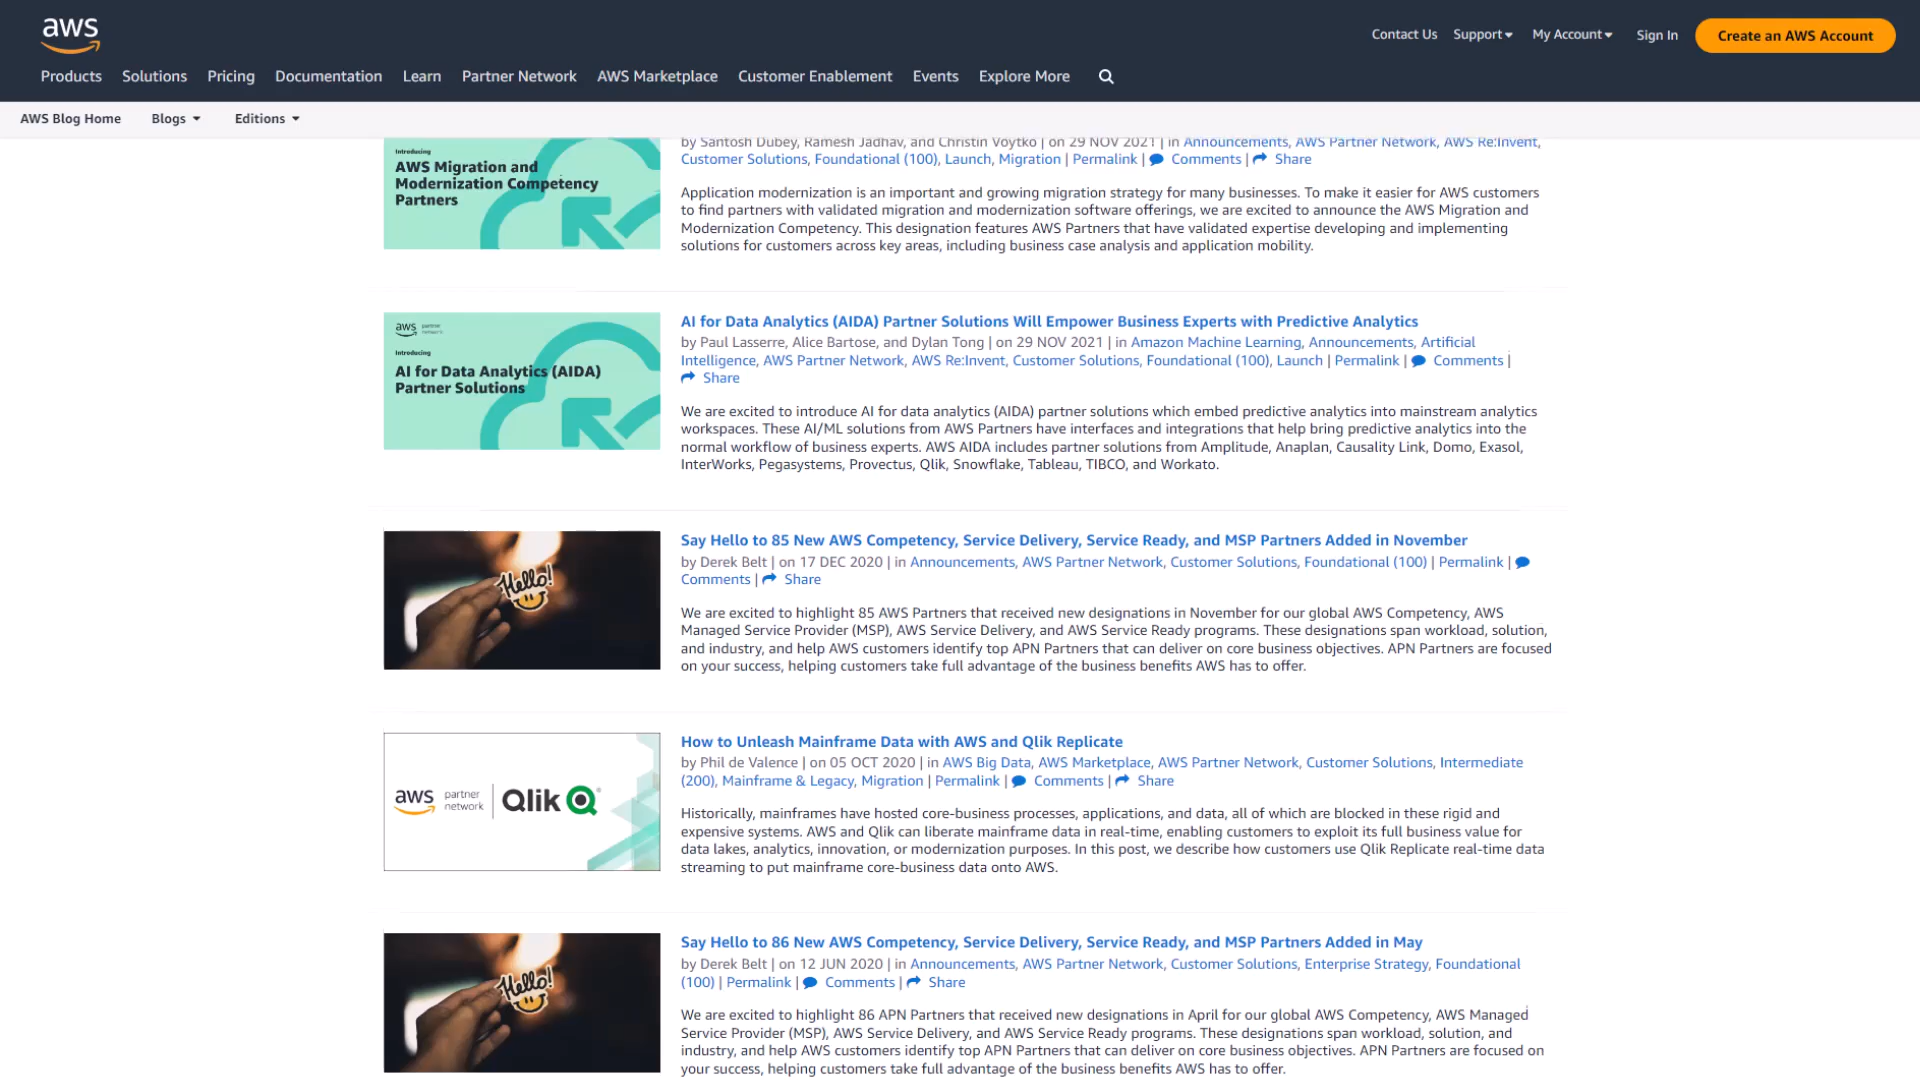 aws
Contact Us Support My Account Sign In Create an AWS Account
Products Solutions Pricing Documentation Learn Partner Network AWS Marketplace Customer Enablement Events Explore More
AWS Blog Home Blogs Editions
Introducing
AWS Migration and
Modernization Competency
Partners
by Santosh Dubey, Ramesh Jadhav, and Christin Voytko | on 29 NOV 2021 | in Announcements, AWS Partner Network, AWS Re:Invent,
Customer Solutions, Foundational (100), Launch, Migration | Permalink | Comments | Share
Application modernization is an important and growing migration strategy for many businesses. To make it easier for AWS customers
to find partners with validated migration and modernization software offerings, we are excited to announce the AWS Migration and
Modernization Competency. This designation features AWS Partners that have validated expertise developing and implementing
solutions for customers across key areas, including business case analysis and application mobility.
aws partner network
Introducing
AI for Data Analytics (AIDA)
Partner Solutions
AI for Data Analytics (AIDA) Partner Solutions Will Empower Business Experts with Predictive Analytics
by Paul Lasserre, Alice Bartose, and Dylan Tong | on 29 NOV 2021 | in Amazon Machine Learning, Announcements, Artificial
Intelligence, AWS Partner Network, AWS Re:Invent, Customer Solutions, Foundational (100), Launch | Permalink | Comments |
Share
We are excited to introduce AI for data analytics (AIDA) partner solutions which embed predictive analytics into mainstream analytics
workspaces. These AI/ML solutions from AWS Partners have interfaces and integrations that help bring predictive analytics into the
normal workflow of business experts. AWS AIDA includes partner solutions from Amplitude, Anaplan, Causality Link, Domo, Exasol,
InterWorks, Pegasystems, Provectus, Qlik, Snowflake, Tableau, TIBCO, and Workato.
Hello!
Say Hello to 85 New AWS Competency, Service Delivery, Service Ready, and MSP Partners Added in November
by Derek Belt | on 17 DEC 2020 | in Announcements, AWS Partner Network, Customer Solutions, Foundational (100) | Permalink |
Comments | Share
We are excited to highlight 85 AWS Partners that received new designations in November for our global AWS Competency, AWS
Managed Service Provider (MSP), AWS Service Delivery, and AWS Service Ready programs. These designations span workload, solution,
and industry, and help AWS customers identify top APN Partners that can deliver on core business objectives. APN Partners are focused
on your success, helping customers take full advantage of the business benefits AWS has to offer.
aws partner network Qlik
How to Unleash Mainframe Data with AWS and Qlik Replicate
by Phil de Valence | on 05 OCT 2020 | in AWS Big Data, AWS Marketplace, AWS Partner Network, Customer Solutions, Intermediate
(200), Mainframe & Legacy, Migration | Permalink | Comments | Share
Historically, mainframes have hosted core-business processes, applications, and data, all of which are blocked in these rigid and
expensive systems. AWS and Qlik can liberate mainframe data in real-time, enabling customers to exploit its full business value for
data lakes, analytics, innovation, or modernization purposes. In this post, we describe how customers use Qlik Replicate real-time data
streaming to put mainframe core-business data onto AWS.
Hello!
Say Hello to 86 New AWS Competency, Service Delivery, Service Ready, and MSP Partners Added in May
by Derek Belt | on 12 JUN 2020 | in Announcements, AWS Partner Network, Customer Solutions, Enterprise Strategy, Foundational
(100) | Permalink | Comments | Share
We are excited to highlight 86 APN Partners that received new designations in April for our global AWS Competency, AWS Managed
Service Provider (MSP), AWS Service Delivery, and AWS Service Ready programs. These designations span workload, solution, and
industry, and help AWS customers identify top APN Partners that can deliver on core business objectives. APN Partners are focused on
your success, helping customers take full advantage of the business benefits AWS has to offer.